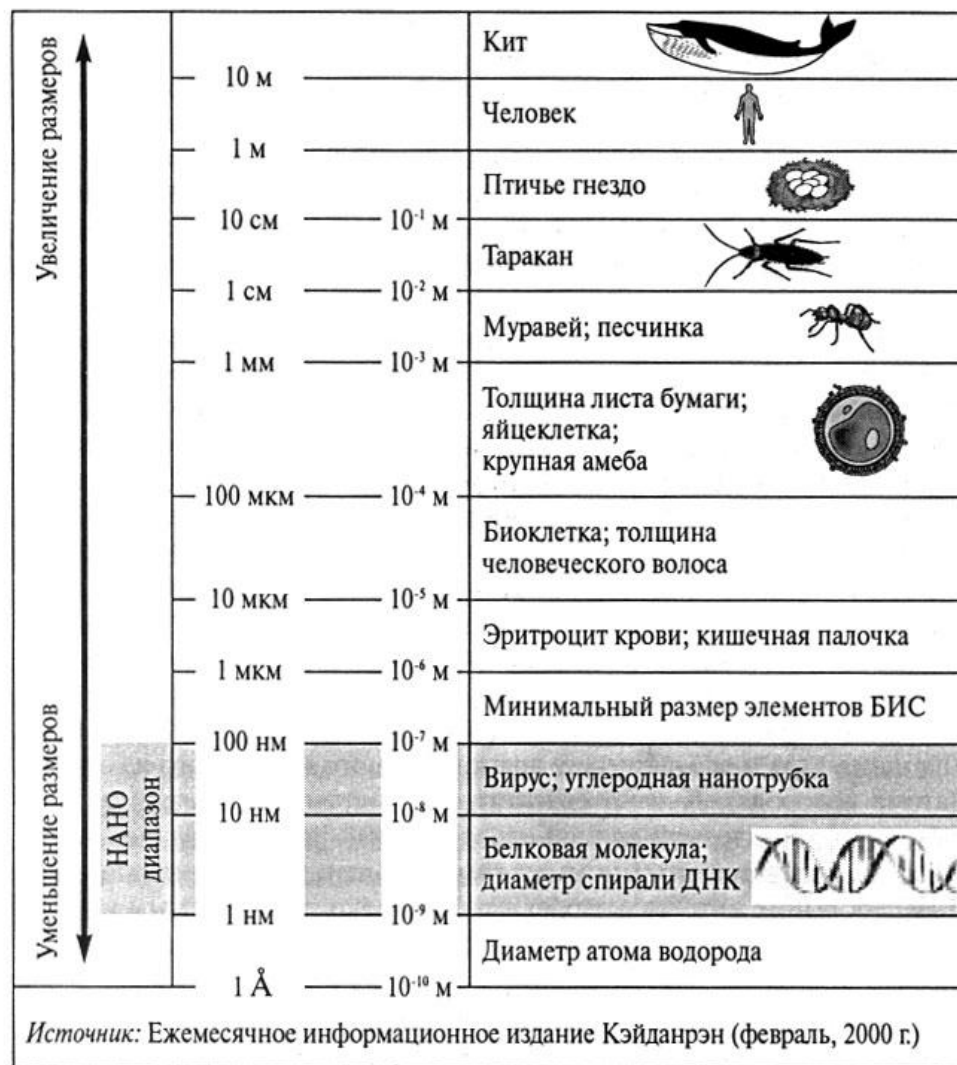 Увеличение размеров
Уменьшение размеров
НАНО
диапазон
Кит
10 м
Человек
1 м
Птичье гнездо
10 см 10⁻¹ м
Таракан
1 см 10⁻² м
Муравей; песчинка
1 мм 10⁻³ м
Толщина листа бумаги;
яйцеклетка;
крупная амеба
100 мкм 10⁻⁴ м
Биоклетка; толщина
человеческого волоса
10 мкм 10⁻⁵ м
Эритроцит крови; кишечная палочка
1 мкм 10⁻⁶ м
Минимальный размер элементов БИС
100 нм 10⁻⁷ м
Вирус; углеродная нанотрубка
10 нм 10⁻⁸ м
Белковая молекула;
диаметр спирали ДНК
1 нм 10⁻⁹ м
Диаметр атома водорода
1 Å 10⁻¹⁰ м
Источник: Ежемесячное информационное издание Кэйданрэн (февраль, 2000 г.)